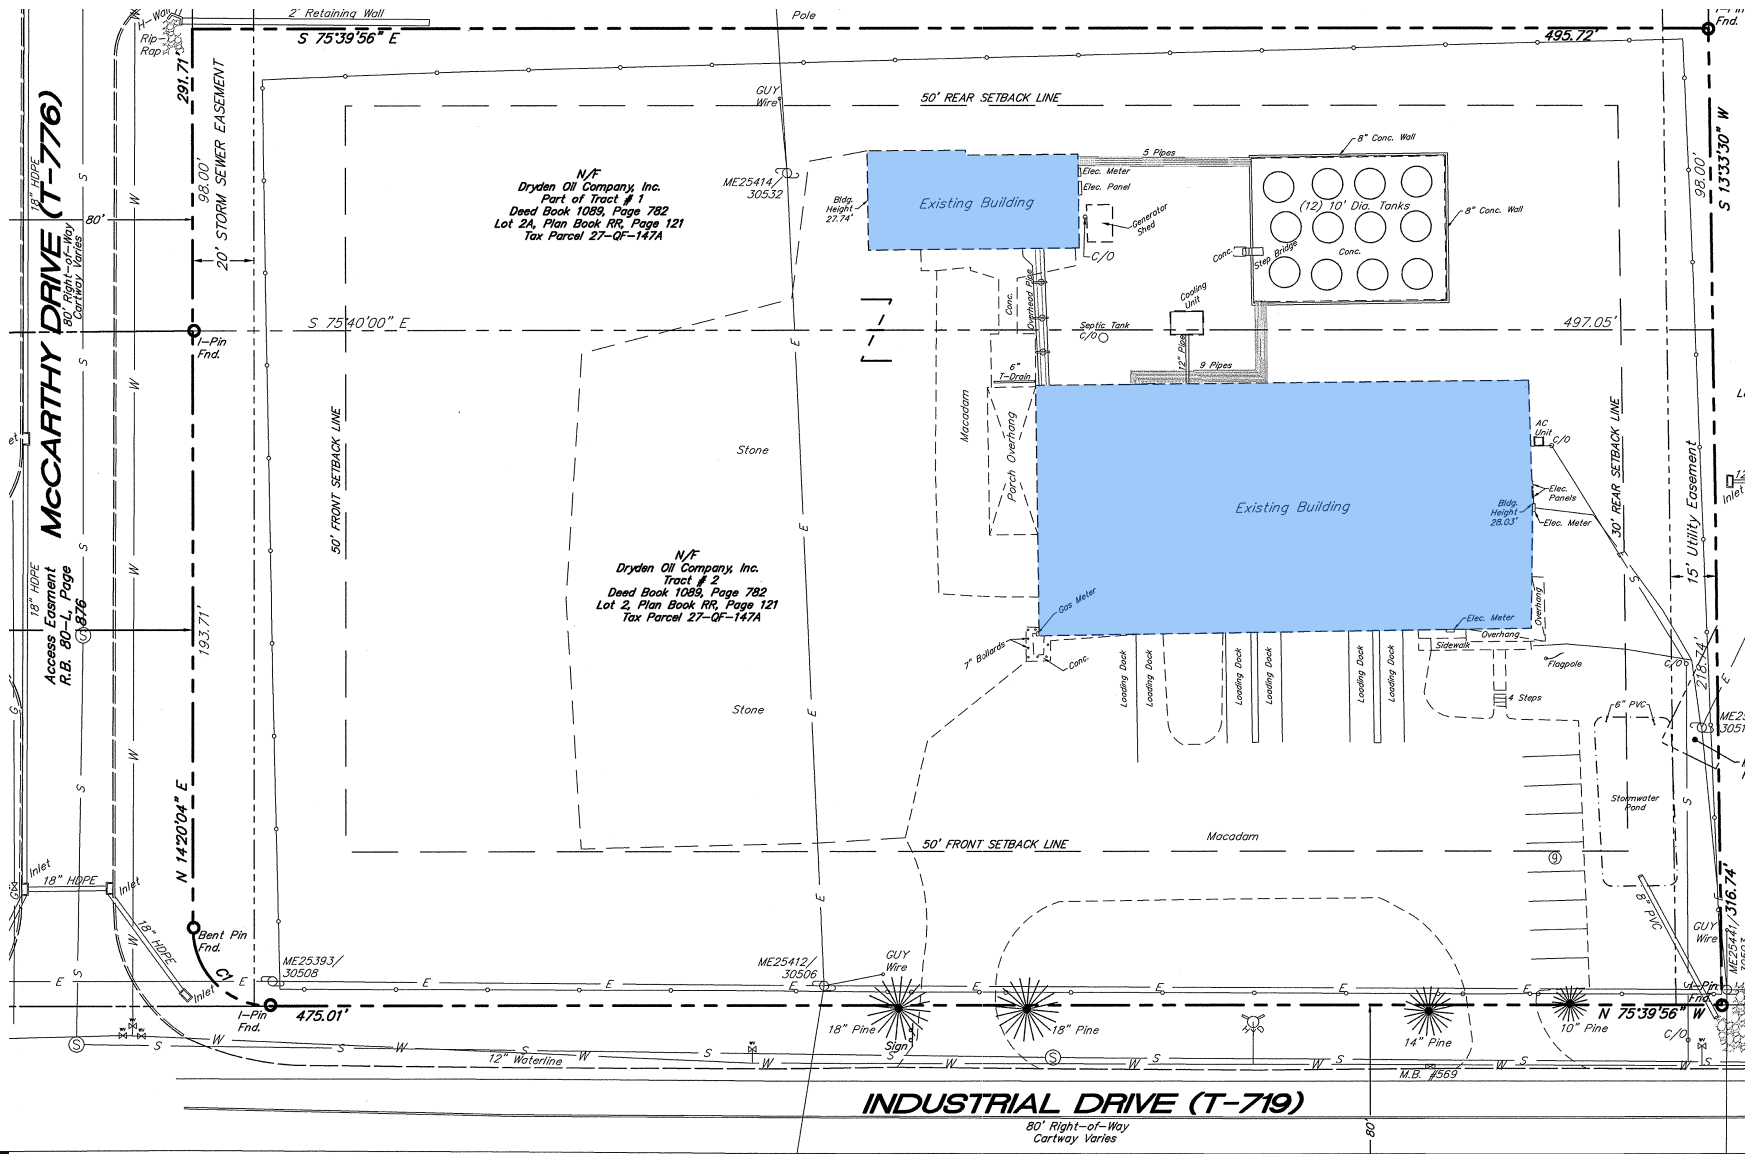 2' Retaining Wall
Pole
H-Wall
Rip-
Rap
Fnd.
S 75°39'56" E
495.72'
291.71'
20' STORM SEWER EASEMENT
98.00'
GUY
Wire
50' REAR SETBACK LINE
S 13°33'30" W
98.00'
McCARTHY DRIVE (T-776)
80' Right-of-Way
Cartway Varies
18" HDPE
80'
N/F
Dryden Oil Company, Inc.
Part of Tract # 1
Deed Book 1089, Page 782
Lot 2A, Plan Book RR, Page 121
Tax Parcel 27-QF-147A
ME25414/
30532
Bldg.
Height
27.74'
Existing Building
5 Pipes
Elec. Meter
Elec. Panel
Generator
Shed
C/O
8" Conc. Wall
8" Conc. Wall
(12) 10' Dia. Tanks
Conc.
Conc.
Step Bridge
Conc.
Overhead Pipe
Cooling
Unit
S 75°40'00" E
497.05'
I-Pin
Fnd.
E
Septic Tank
C/O
12" Pipe
9 Pipes
6"
T-Drain
50' FRONT SETBACK LINE
Stone
Macadam
Porch Overhang
Existing Building
AC
Unit
C/O
Elec.
Panels
Bldg.
Height
28.03'
Elec. Meter
30' REAR SETBACK LINE
15' Utility Easement
Inlet
N/F
Dryden Oil Company, Inc.
Tract # 2
Deed Book 1089, Page 782
Lot 2, Plan Book RR, Page 121
Tax Parcel 27-QF-147A
18" HDPE
Access Easment
R.B. 80-L, Page
876
193.71'
Gas Meter
7" Bollards
Conc.
Elec. Meter
Overhang
Overhang
Sidewalk
Flagpole
C/O
218.74'
Loading Dock
Loading Dock
Loading Dock
Loading Dock
Loading Dock
Loading Dock
4 Steps
6" PVC
Stone
Stormwater
Pond
N 14°20'04" E
50' FRONT SETBACK LINE
Macadam
9
8" PVC
316.74'
Inlet
18" HDPE
Inlet
18" HDPE
Inlet
Bent Pin
Fnd.
C1
ME25393/
30508
ME25412/
30506
GUY
Wire
GUY
Wire
ME25441/
I-Pin
Fnd.
I-Pin
Fnd.
475.01'
18" Pine
18" Pine
14" Pine
10" Pine
N 75°39'56" W
Sign
C/O
12" Waterline
M.B. #569
INDUSTRIAL DRIVE (T-719)
80' Right-of-Way
Cartway Varies
80'